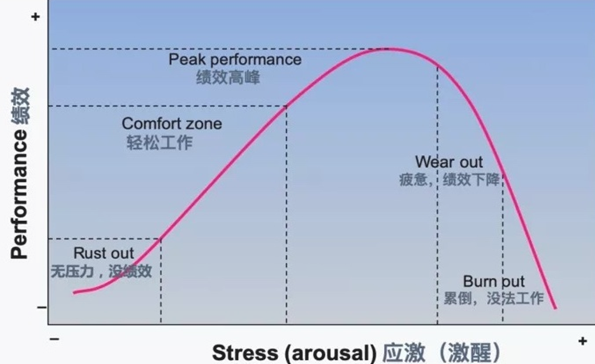 +
Peak performance
绩效高峰
Comfort zone
轻松工作
Wear out
疲惫，绩效下降
Rust out
无压力，没绩效
Burn out
累倒，没法工作
Performance 绩效
−
−
+
Stress (arousal) 应激（激醒）